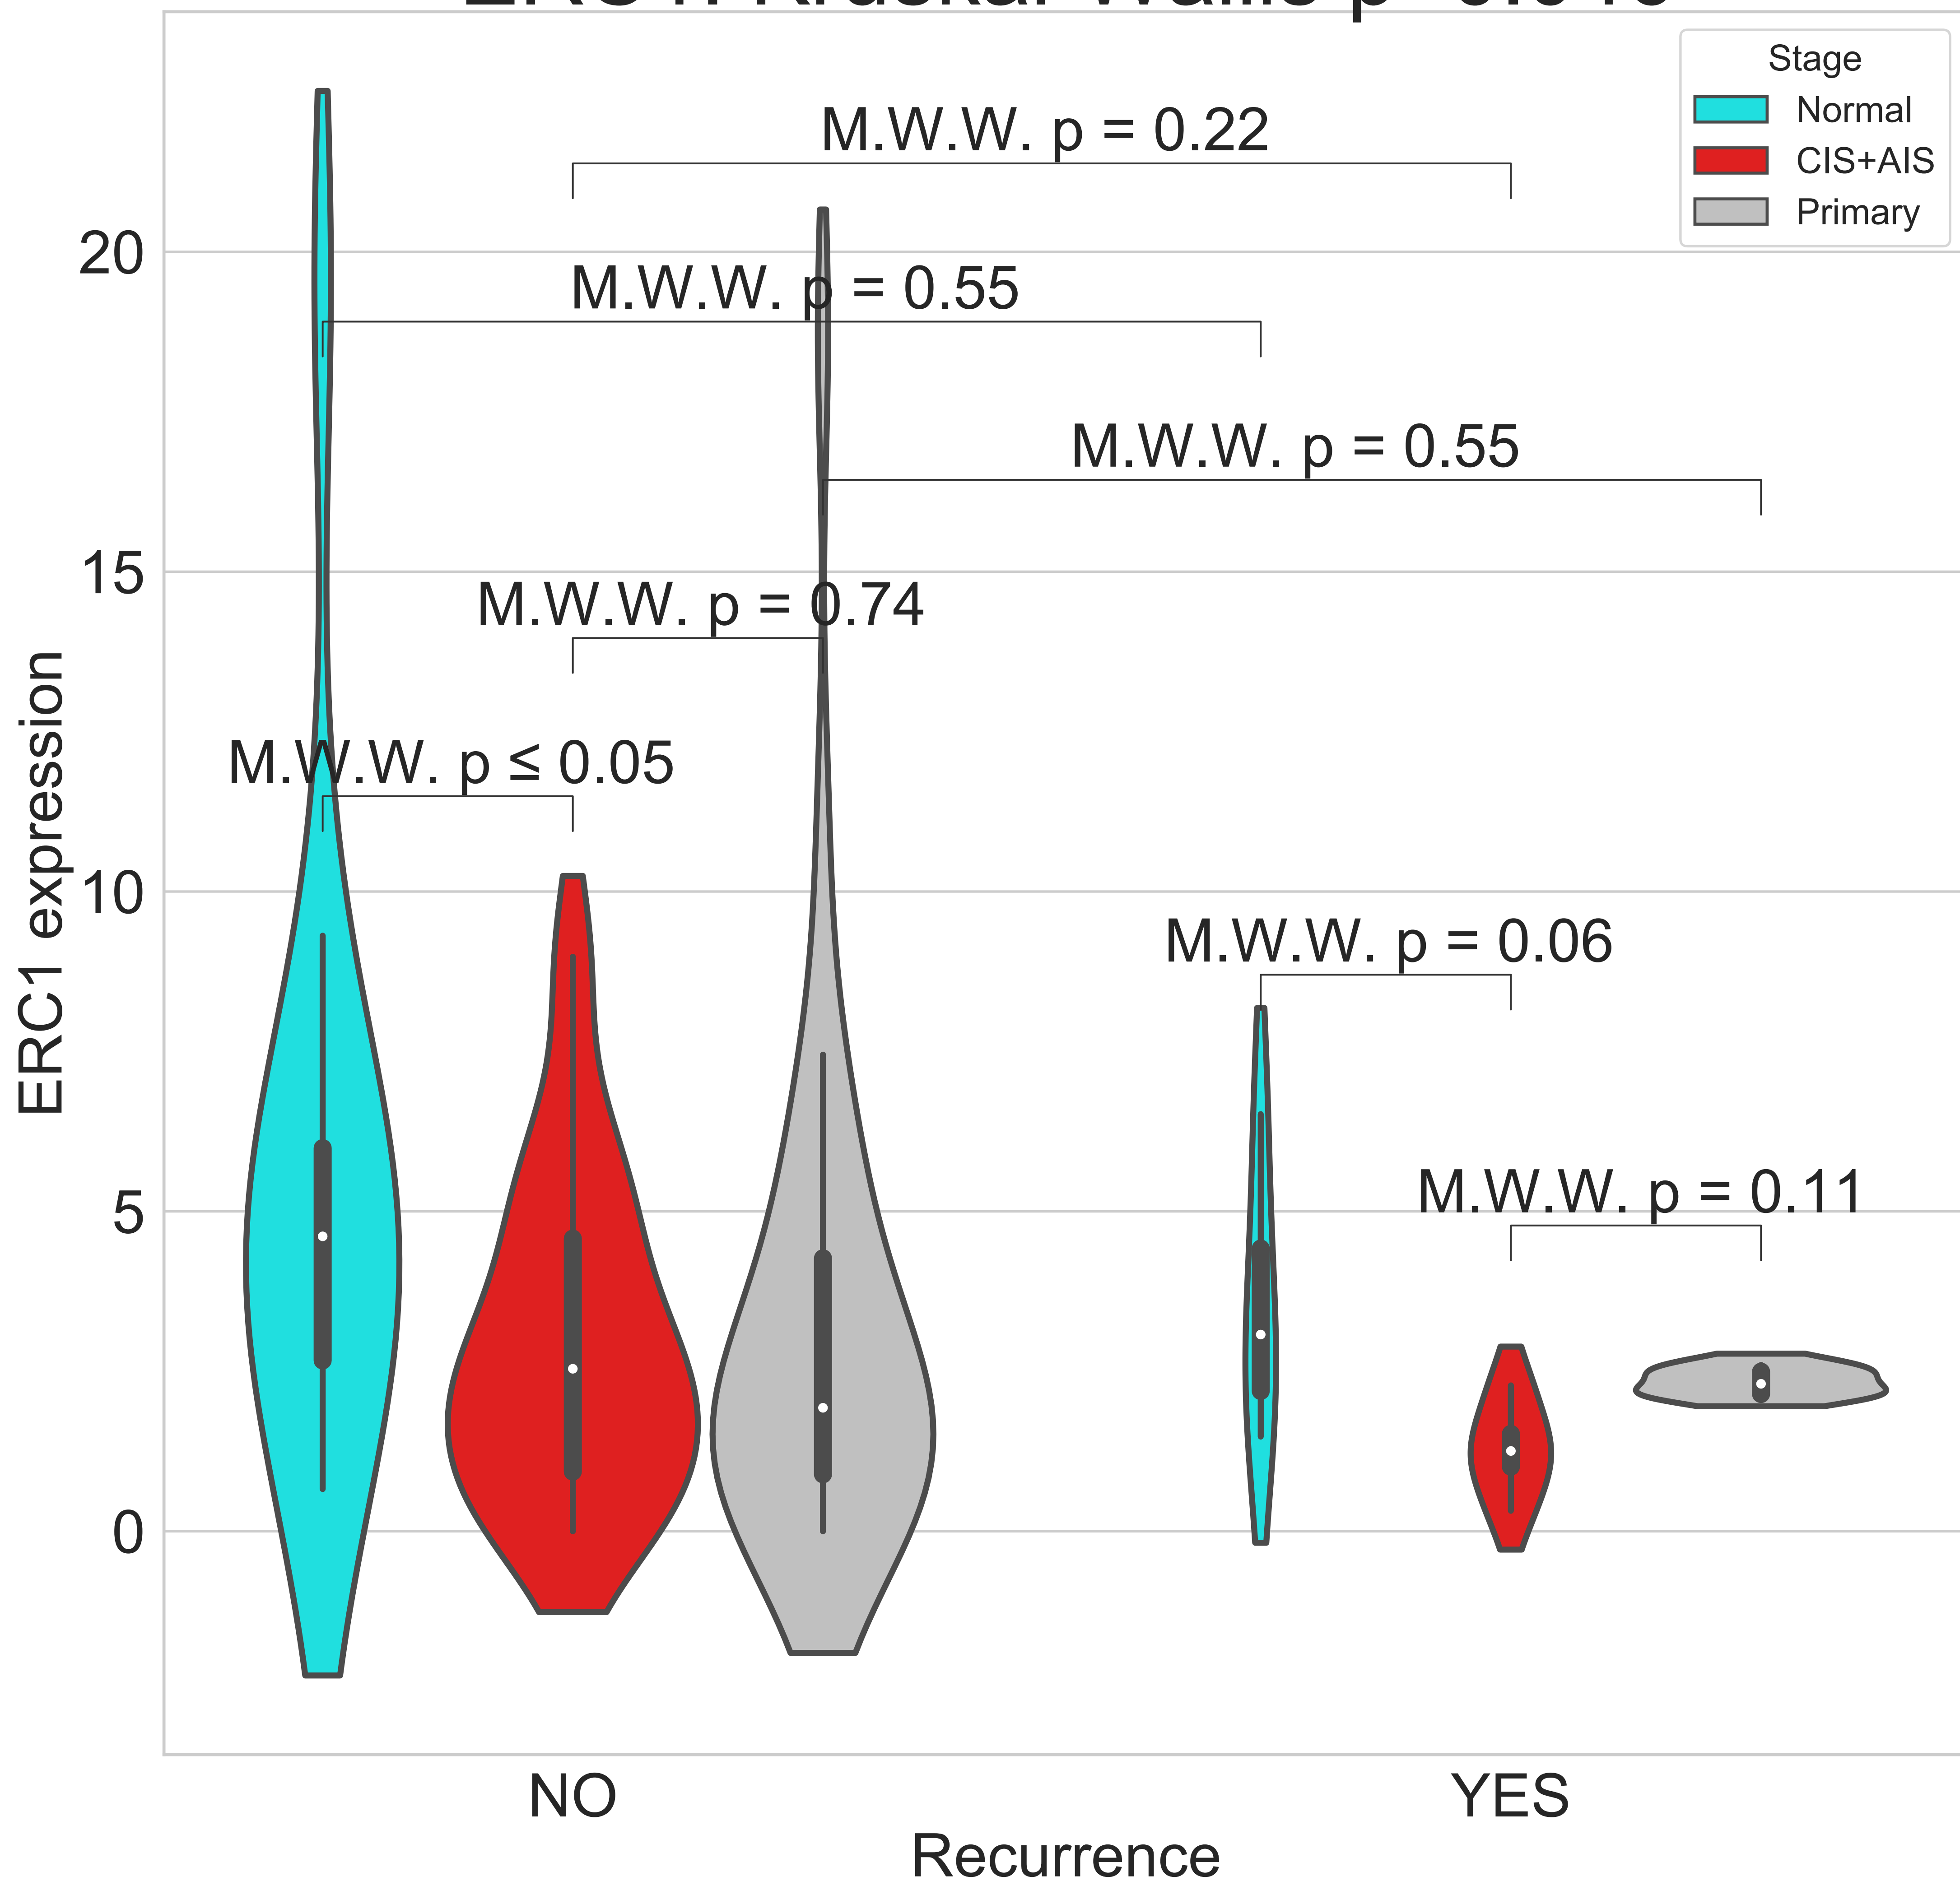 Stage
Normal
CIS+AIS
Primary
M.W.W. p = 0.22
M.W.W. p = 0.55
M.W.W. p = 0.55
M.W.W. p = 0.74
M.W.W. p ≤ 0.05
M.W.W. p = 0.06
M.W.W. p = 0.11
20
15
10
5
0
ERC1 expression
NO
YES
Recurrence